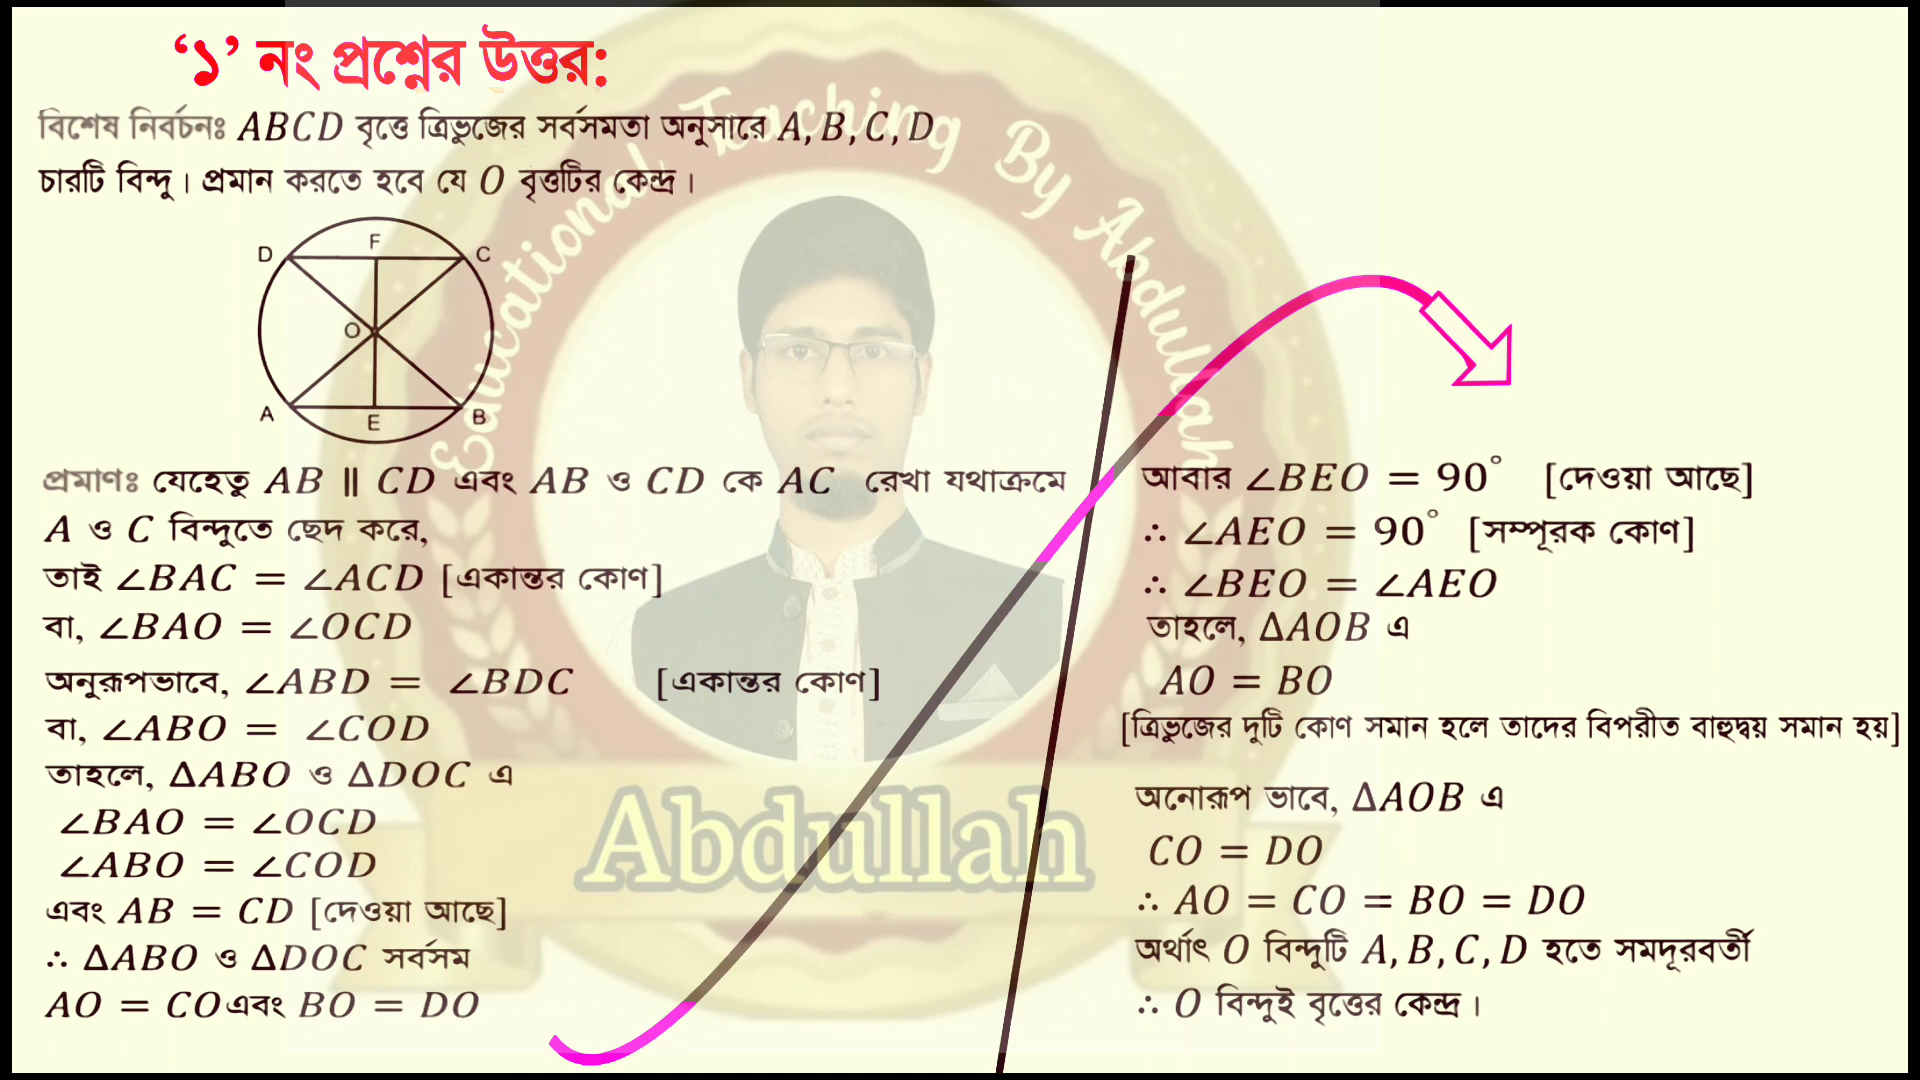 ‘১’ নং প্রশ্নের উত্তর:
বিশেষ নির্বচনঃ ABCD বৃত্তে ত্রিভুজের সর্বসমতা অনুসারে A, B, C, D
চারটি বিন্দু। প্রমান করতে হবে যে O বৃত্তটির কেন্দ্র।
Educational Teaching By Abdullah
D F C
O
A E B
প্রমাণঃ যেহেতু AB || CD এবং AB ও CD কে AC রেখা যথাক্রমে
A ও C বিন্দুতে ছেদ করে,
তাই ∠BAC = ∠ACD [একান্তর কোণ]
বা, ∠BAO = ∠OCD
অনুরূপভাবে, ∠ABD = ∠BDC [একান্তর কোণ]
বা, ∠ABO = ∠COD
তাহলে, ΔABO ও ΔDOC এ
∠BAO = ∠OCD
∠ABO = ∠COD
এবং AB = CD [দেওয়া আছে]
∴ ΔABO ও ΔDOC সর্বসম
AO = CO এবং BO = DO
Abdullah
আবার ∠BEO = 90° [দেওয়া আছে]
∴ ∠AEO = 90° [সম্পূরক কোণ]
∴ ∠BEO = ∠AEO
তাহলে, ΔAOB এ
AO = BO
[ত্রিভুজের দুটি কোণ সমান হলে তাদের বিপরীত বাহুদ্বয় সমান হয়]
অনোরূপ ভাবে, ΔAOB এ
CO = DO
∴ AO = CO = BO = DO
অর্থাৎ O বিন্দুটি A, B, C, D হতে সমদূরবর্তী
∴ O বিন্দুই বৃত্তের কেন্দ্র।